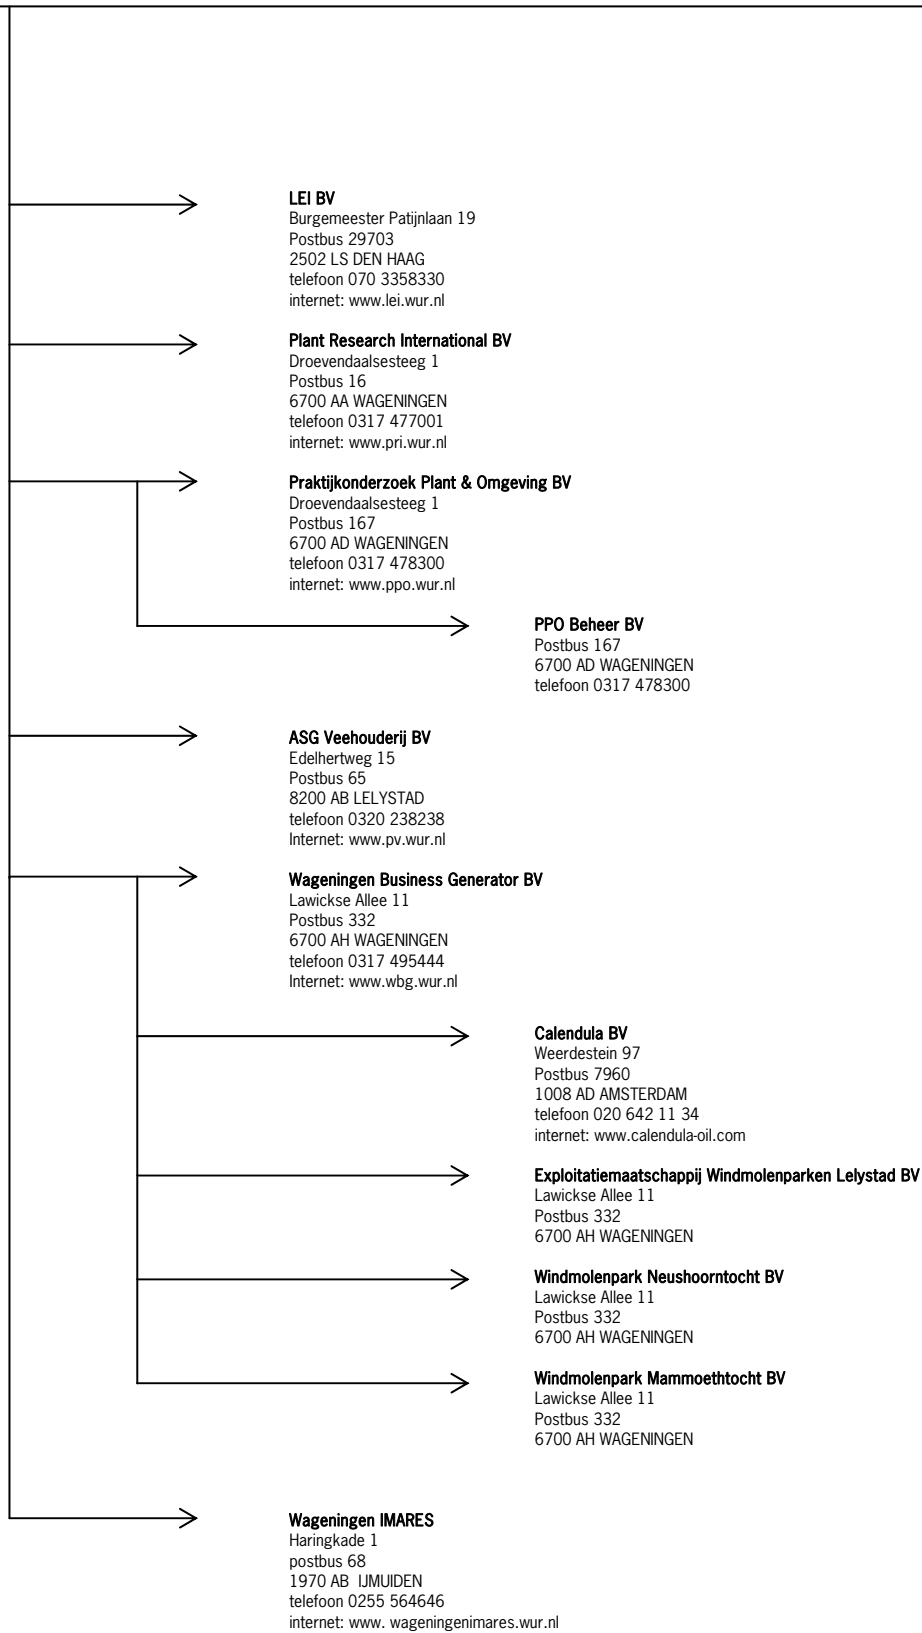 LEI BV
Burgemeester Patijnlaan 19
Postbus 29703
2502 LS DEN HAAG
telefoon 070 3358330
internet: www.lei.wur.nl
Plant Research International BV
Droevendaalsesteeg 1
Postbus 16
6700 AA WAGENINGEN
telefoon 0317 477001
internet: www.pri.wur.nl
Praktijkonderzoek Plant & Omgeving BV
Droevendaalsesteeg 1
Postbus 167
6700 AD WAGENINGEN
telefoon 0317 478300
internet: www.ppo.wur.nl
PPO Beheer BV
Postbus 167
6700 AD WAGENINGEN
telefoon 0317 478300
ASG Veehouderij BV
Edelhertweg 15
Postbus 65
8200 AB LELYSTAD
telefoon 0320 238238
Internet: www.pv.wur.nl
Wageningen Business Generator BV
Lawickse Allee 11
Postbus 332
6700 AH WAGENINGEN
telefoon 0317 495444
Internet: www.wbg.wur.nl
Calendula BV
Weerdestein 97
Postbus 7960
1008 AD AMSTERDAM
telefoon 020 642 11 34
internet: www.calendula-oil.com
Exploitatiemaatschappij Windmolenparken Lelystad BV
Lawickse Allee 11
Postbus 332
6700 AH WAGENINGEN
Windmolenpark Neushoorntocht BV
Lawickse Allee 11
Postbus 332
6700 AH WAGENINGEN
Windmolenpark Mammoethtocht BV
Lawickse Allee 11
Postbus 332
6700 AH WAGENINGEN
Wageningen IMARES
Haringkade 1
postbus 68
1970 AB  IJMUIDEN
telefoon 0255 564646
internet: www. wageningenimares.wur.nl